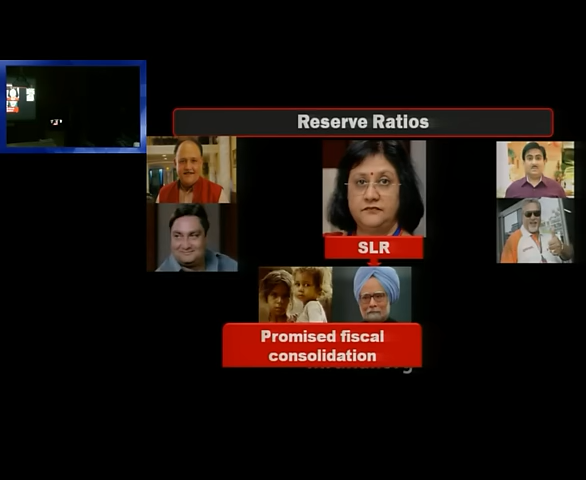 Reserve Ratios
SLR
Promised fiscal
consolidation